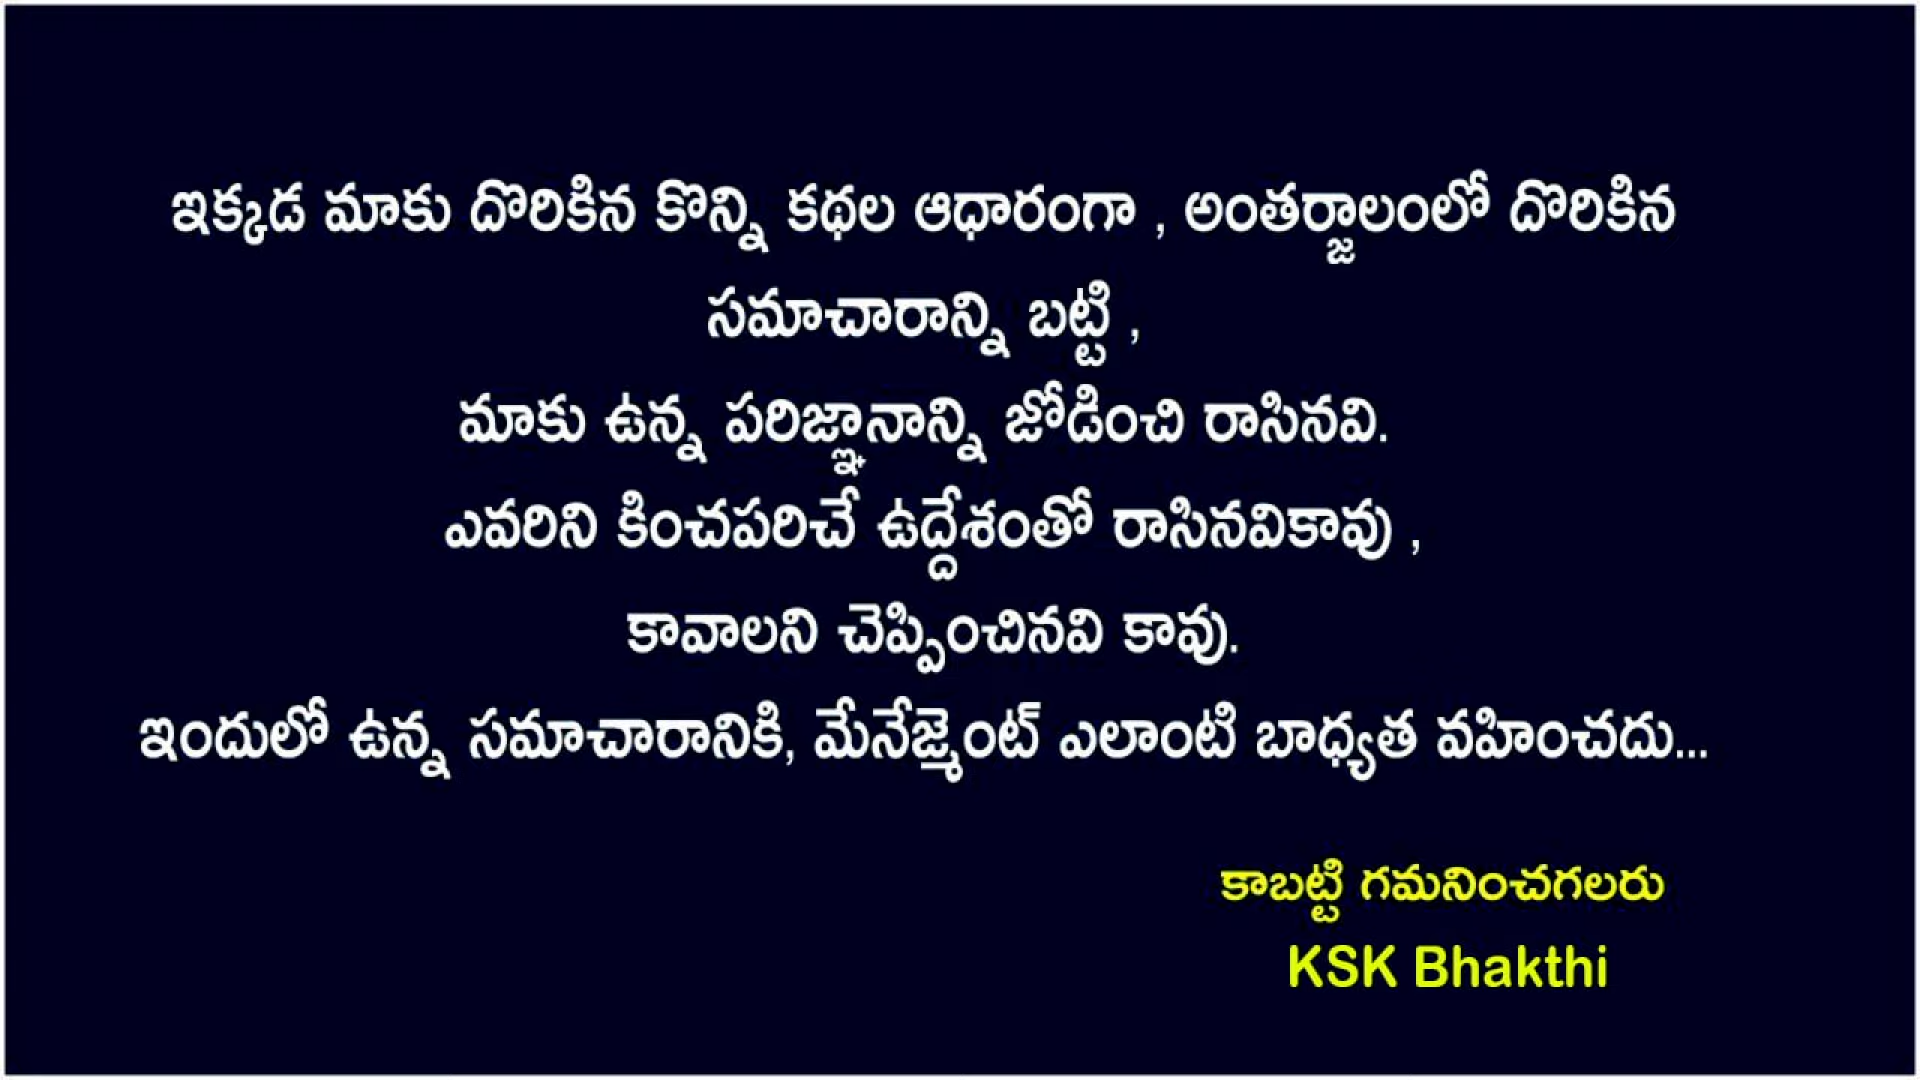 ఇక్కడ మాకు దొరికిన కొన్ని కథల ఆధారంగా , అంతర్జాలంలో దొరికిన
సమాచారాన్ని బట్టి ,
మాకు ఉన్న పరిజ్ఞానాన్ని జోడించి రాసినవి.
ఎవరిని కించపరిచే ఉద్దేశంతో రాసినవికావు ,
కావాలని చెప్పించినవి కావు.
ఇందులో ఉన్న సమాచారానికి, మేనేజ్మెంట్ ఎలాంటి బాధ్యత వహించదు...
కాబట్టి గమనించగలరు
KSK Bhakthi